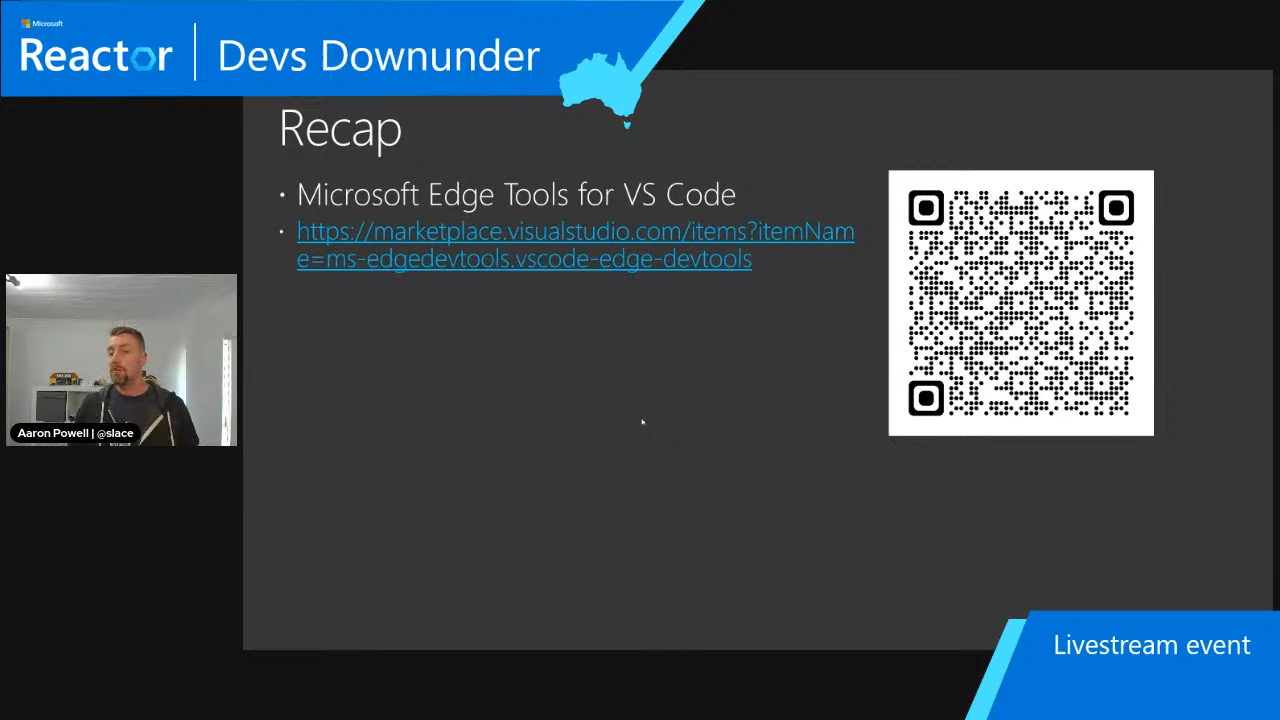 Microsoft
Reactor
Devs Downunder
Recap
• Microsoft Edge Tools for VS Code
• https://marketplace.visualstudio.com/items?itemNam
e=ms-edgedevtools.vscode-edge-devtools
Aaron Powell | @slace
Livestream event